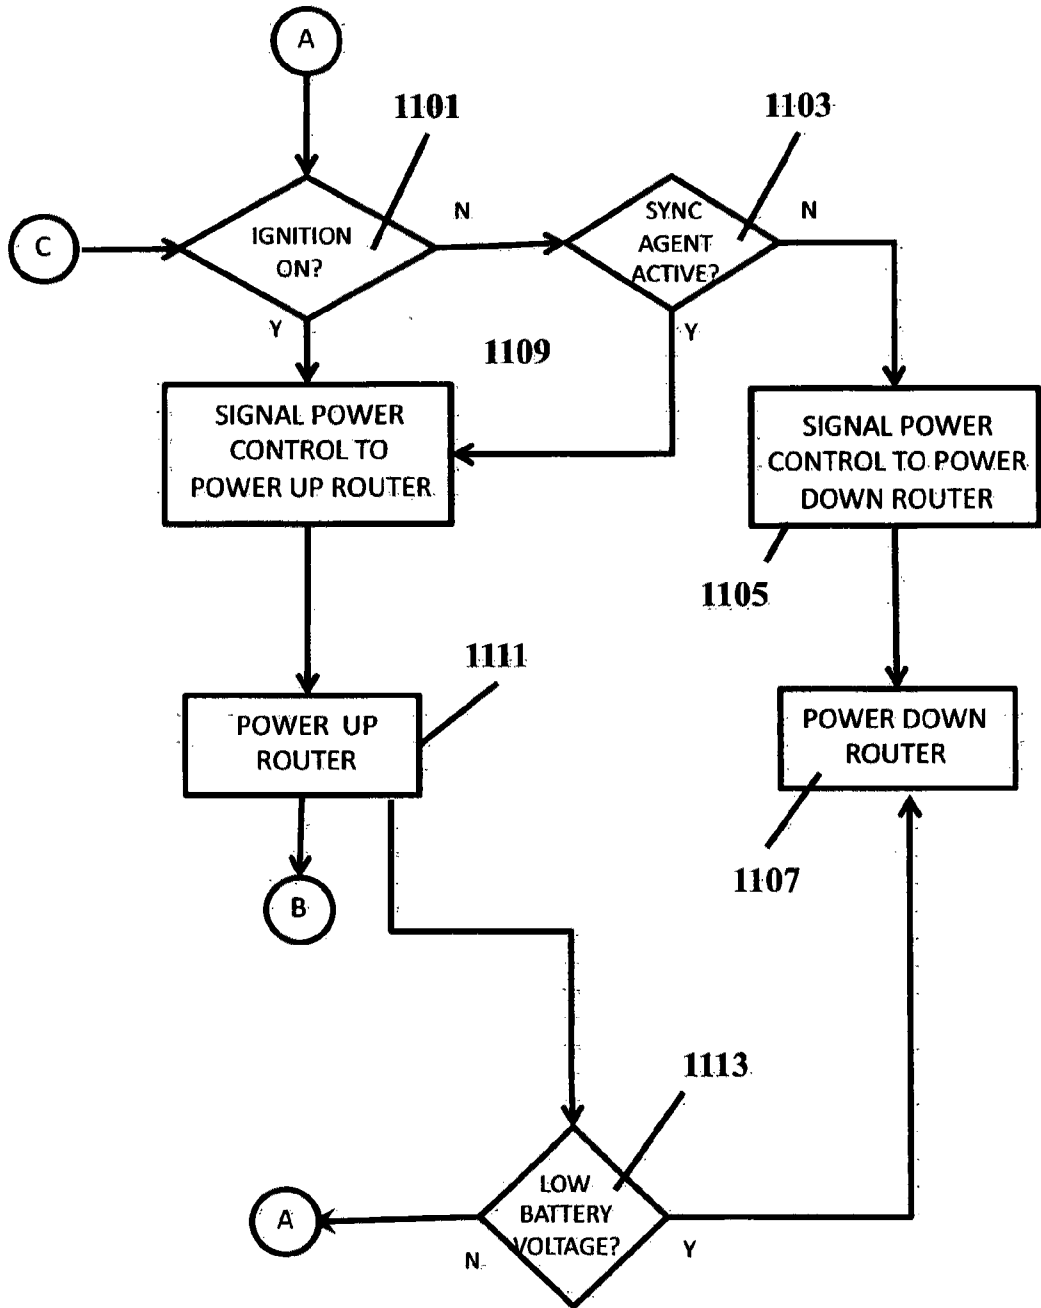 A
1101
1103
C
IGNITION
ON?
N
SYNC
AGENT
ACTIVE?
N
Y
Y
1109
SIGNAL POWER
CONTROL TO
POWER UP ROUTER
SIGNAL POWER
CONTROL TO POWER
DOWN ROUTER
1105
1111
POWER UP
ROUTER
POWER DOWN
ROUTER
1107
B
1113
A
LOW
BATTERY
VOLTAGE?
N
Y